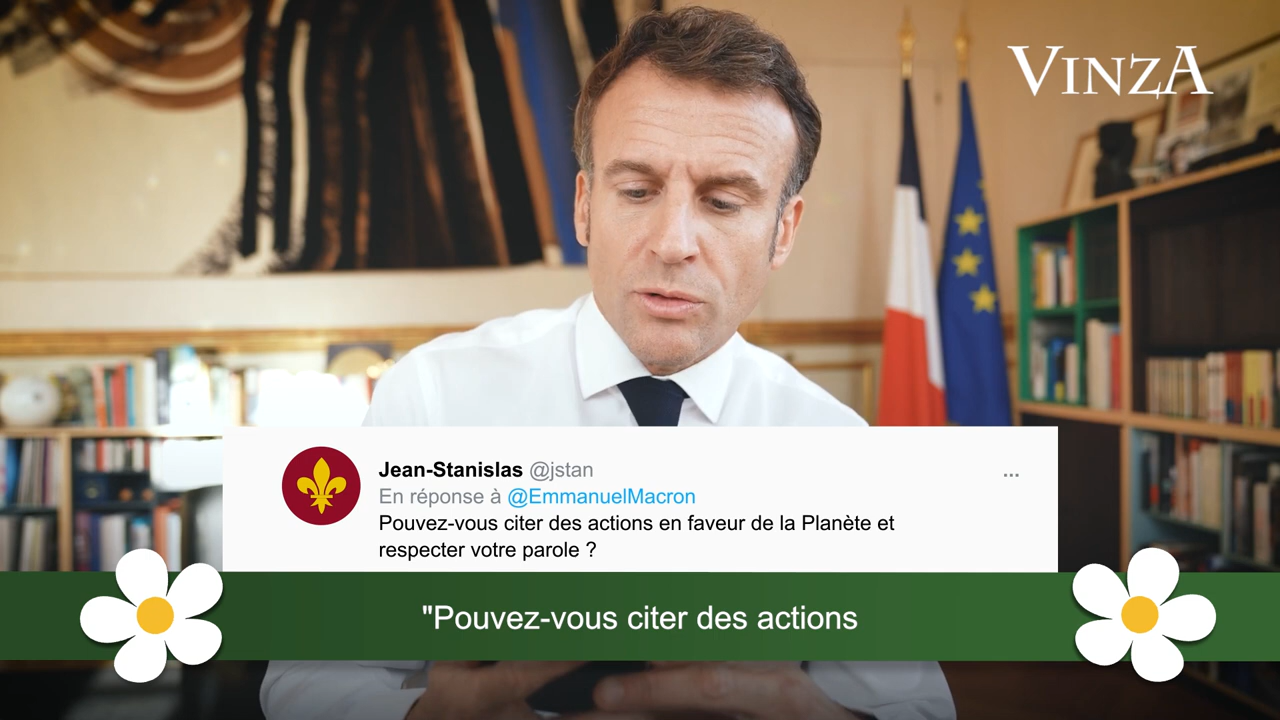 VINZA
Jean-Stanislas @jstan
...
En réponse à @EmmanuelMacron
Pouvez-vous citer des actions en faveur de la Planète et
respecter votre parole ?
"Pouvez-vous citer des actions